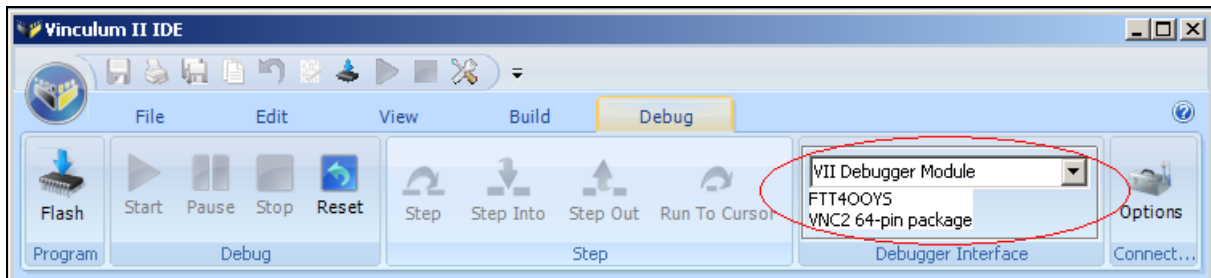 Vinculum II IDE
File Edit View Build Debug
Flash Start Pause Stop Reset Step Step Into Step Out Run To Cursor VII Debugger Module Options
FTT4OOYS
VNC2 64-pin package
Program Debug Step Debugger Interface Connect...